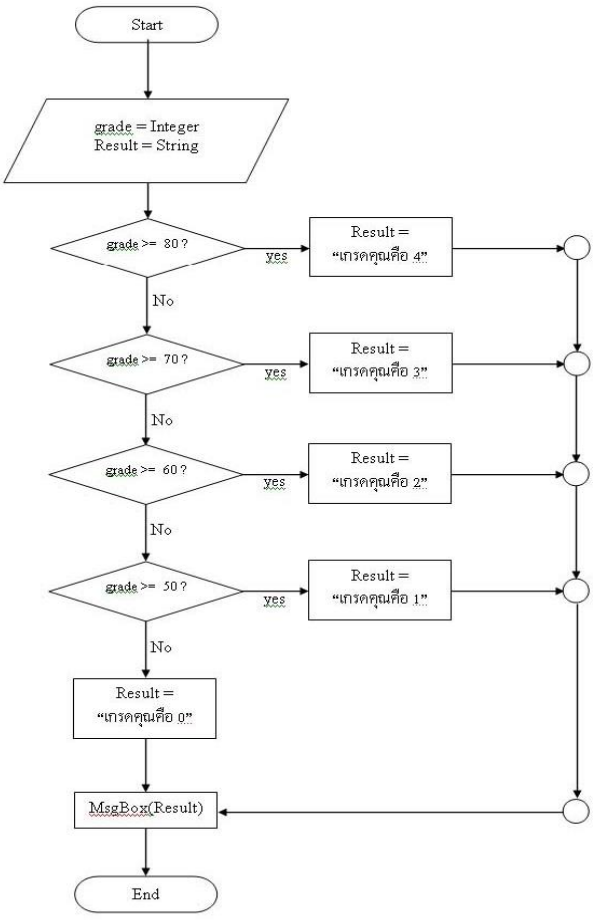 Start
grade = Integer
Result = String
grade >= 80 ?
yes
Result =
“เกรดคุณคือ 4”
No
grade >= 70 ?
yes
Result =
“เกรดคุณคือ 3”
No
grade >= 60 ?
yes
Result =
“เกรดคุณคือ 2”
No
grade >= 50 ?
yes
Result =
“เกรดคุณคือ 1”
No
Result =
“เกรดคุณคือ 0”
MsgBox(Result)
End